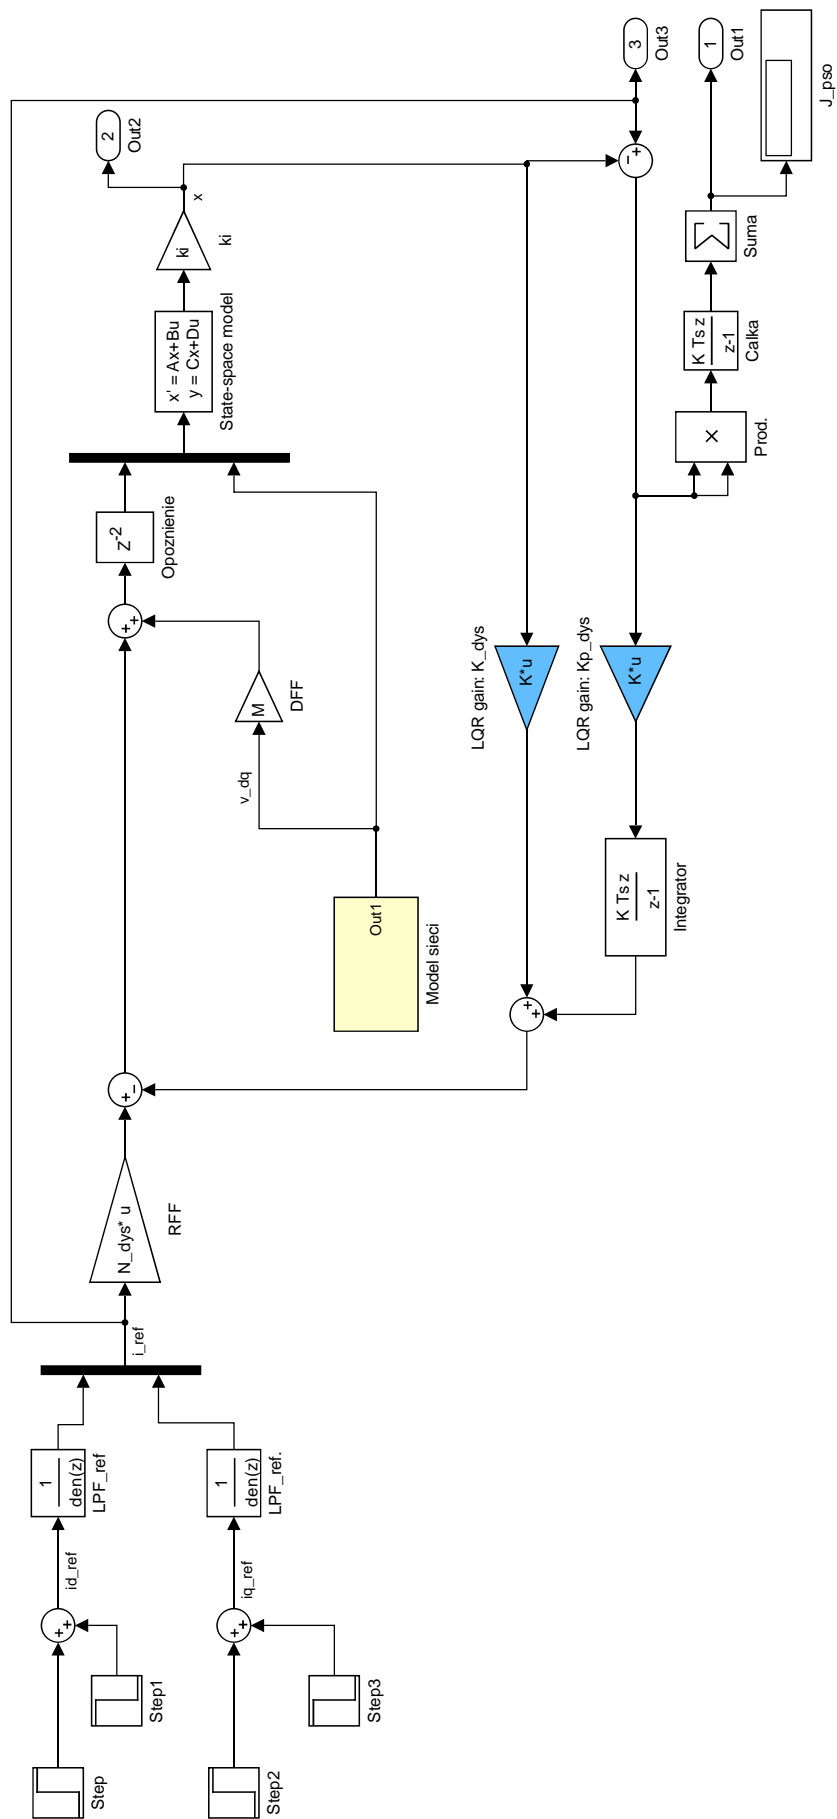 Step
Step1
+
+
id_ref
1
den(z)
LPF_ref
Step2
Step3
+
+
iq_ref
1
den(z)
LPF_ref.
i_ref
N_dys* u
RFF
+
-
Out1
Model sieci
v_dq
M
DFF
+
+
Z-2
Opoznienie
x' = Ax+Bu
y = Cx+Du
State-space model
ki
ki
x
2
Out2
LQR gain: K_dys
K*u
+
+
LQR gain: Kp_dys
K*u
K Ts z
z-1
Integrator
-
+
3
Out3
×
Prod.
K Ts z
z-1
Calka
∑
Suma
1
Out1
J_pso